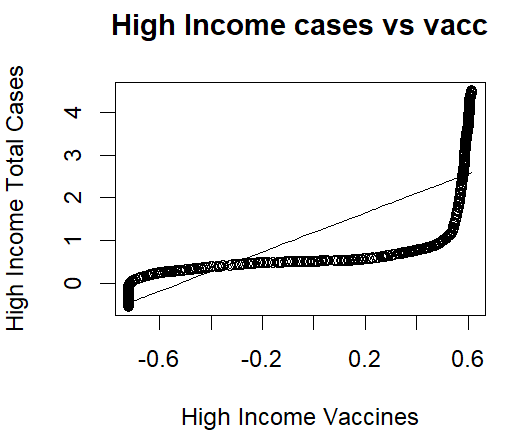 High Income cases vs vacc
High Income Total Cases
4
3
2
1
0
-0.6 -0.2 0.2 0.6
High Income Vaccines